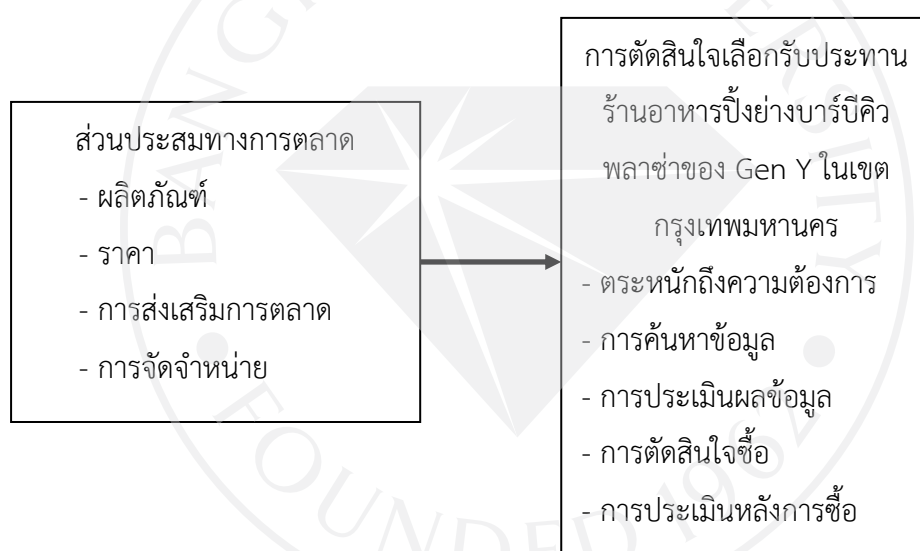 ส่วนประสมทางการตลาด
- ผลิตภัณฑ์
- ราคา
- การส่งเสริมการตลาด
- การจัดจำหน่าย
การตัดสินใจเลือกรับประทาน
ร้านอาหารปิ้งย่างบาร์บีคิว
พลาซ่าของ Gen Y ในเขต
กรุงเทพมหานคร
- ตระหนักถึงความต้องการ
- การค้นหาข้อมูล
- การประเมินผลข้อมูล
- การตัดสินใจซื้อ
- การประเมินหลังการซื้อ
FOUNDED 1962